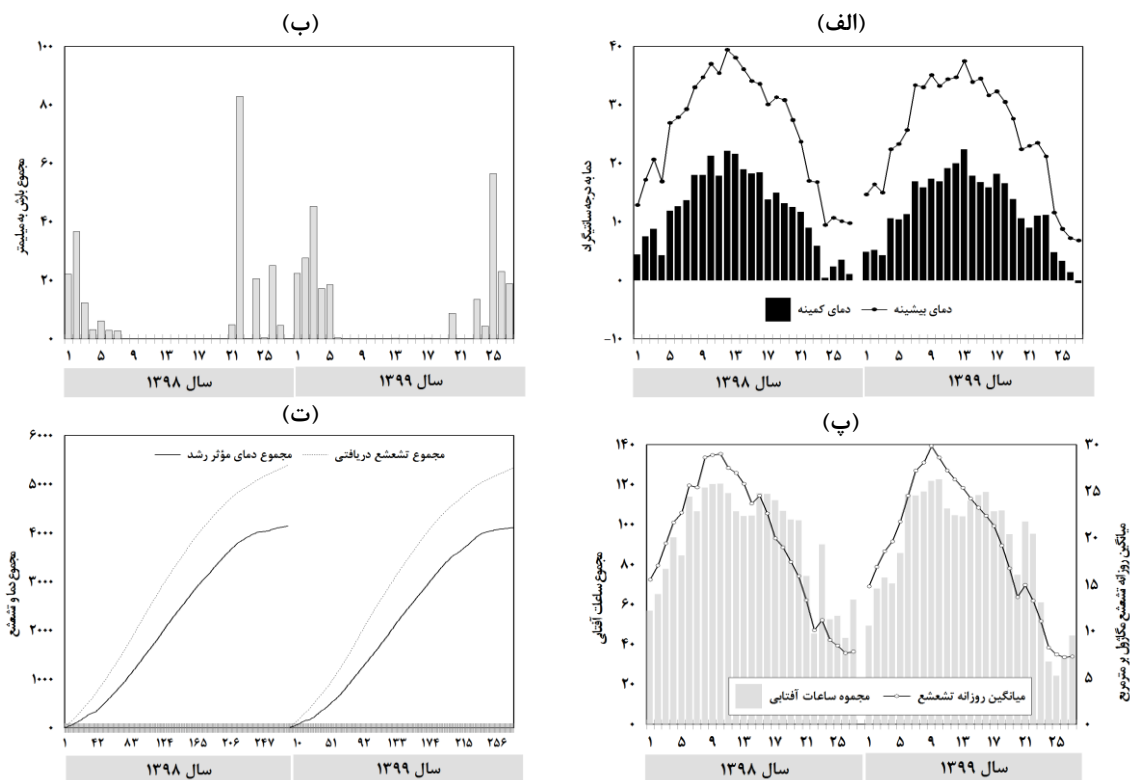 (الف)
دما به درجه سانتیگراد
۴۰
۳۰
۲۰
۱۰
۰
-۱۰
دمای کمینه
دمای بیشینه
۱ ۵ ۹ ۱۳ ۱۷ ۲۱ ۲۵ ۱ ۵ ۹ ۱۳ ۱۷ ۲۱ ۲۵
سال ۱۳۹۸
سال ۱۳۹۹
(ب)
مجموع بارش به میلیمتر
۱۰۰
۸۰
۶۰
۴۰
۲۰
۰
۱ ۵ ۹ ۱۳ ۱۷ ۲۱ ۲۵ ۱ ۵ ۹ ۱۳ ۱۷ ۲۱ ۲۵
سال ۱۳۹۸
سال ۱۳۹۹
(پ)
مجموع ساعات آفتابی
۱۴۰
۱۲۰
۱۰۰
۸۰
۶۰
۴۰
۲۰
۰
میانگین روزانه تشعشع مگاژول بر مترمربع
۳۰
۲۵
۲۰
۱۵
۱۰
۵
۰
مجموه ساعات آفتابی
میانگین روزانه تشعشع
۱ ۵ ۹ ۱۳ ۱۷ ۲۱ ۲۵ ۱ ۵ ۹ ۱۳ ۱۷ ۲۱ ۲۵
سال ۱۳۹۸
سال ۱۳۹۹
(ت)
مجموع دما و تشعشع
۶۰۰۰
۵۰۰۰
۴۰۰۰
۳۰۰۰
۲۰۰۰
۱۰۰۰
۰
مجموع دمای مؤثر رشد
مجموع تشعشع دریافتی
۱ ۴۲ ۸۳ ۱۲۴ ۱۶۵ ۲۰۶ ۲۴۷ ۱۰ ۵۱ ۹۲ ۱۳۳ ۱۷۴ ۲۱۵ ۲۵۶
سال ۱۳۹۸
سال ۱۳۹۹